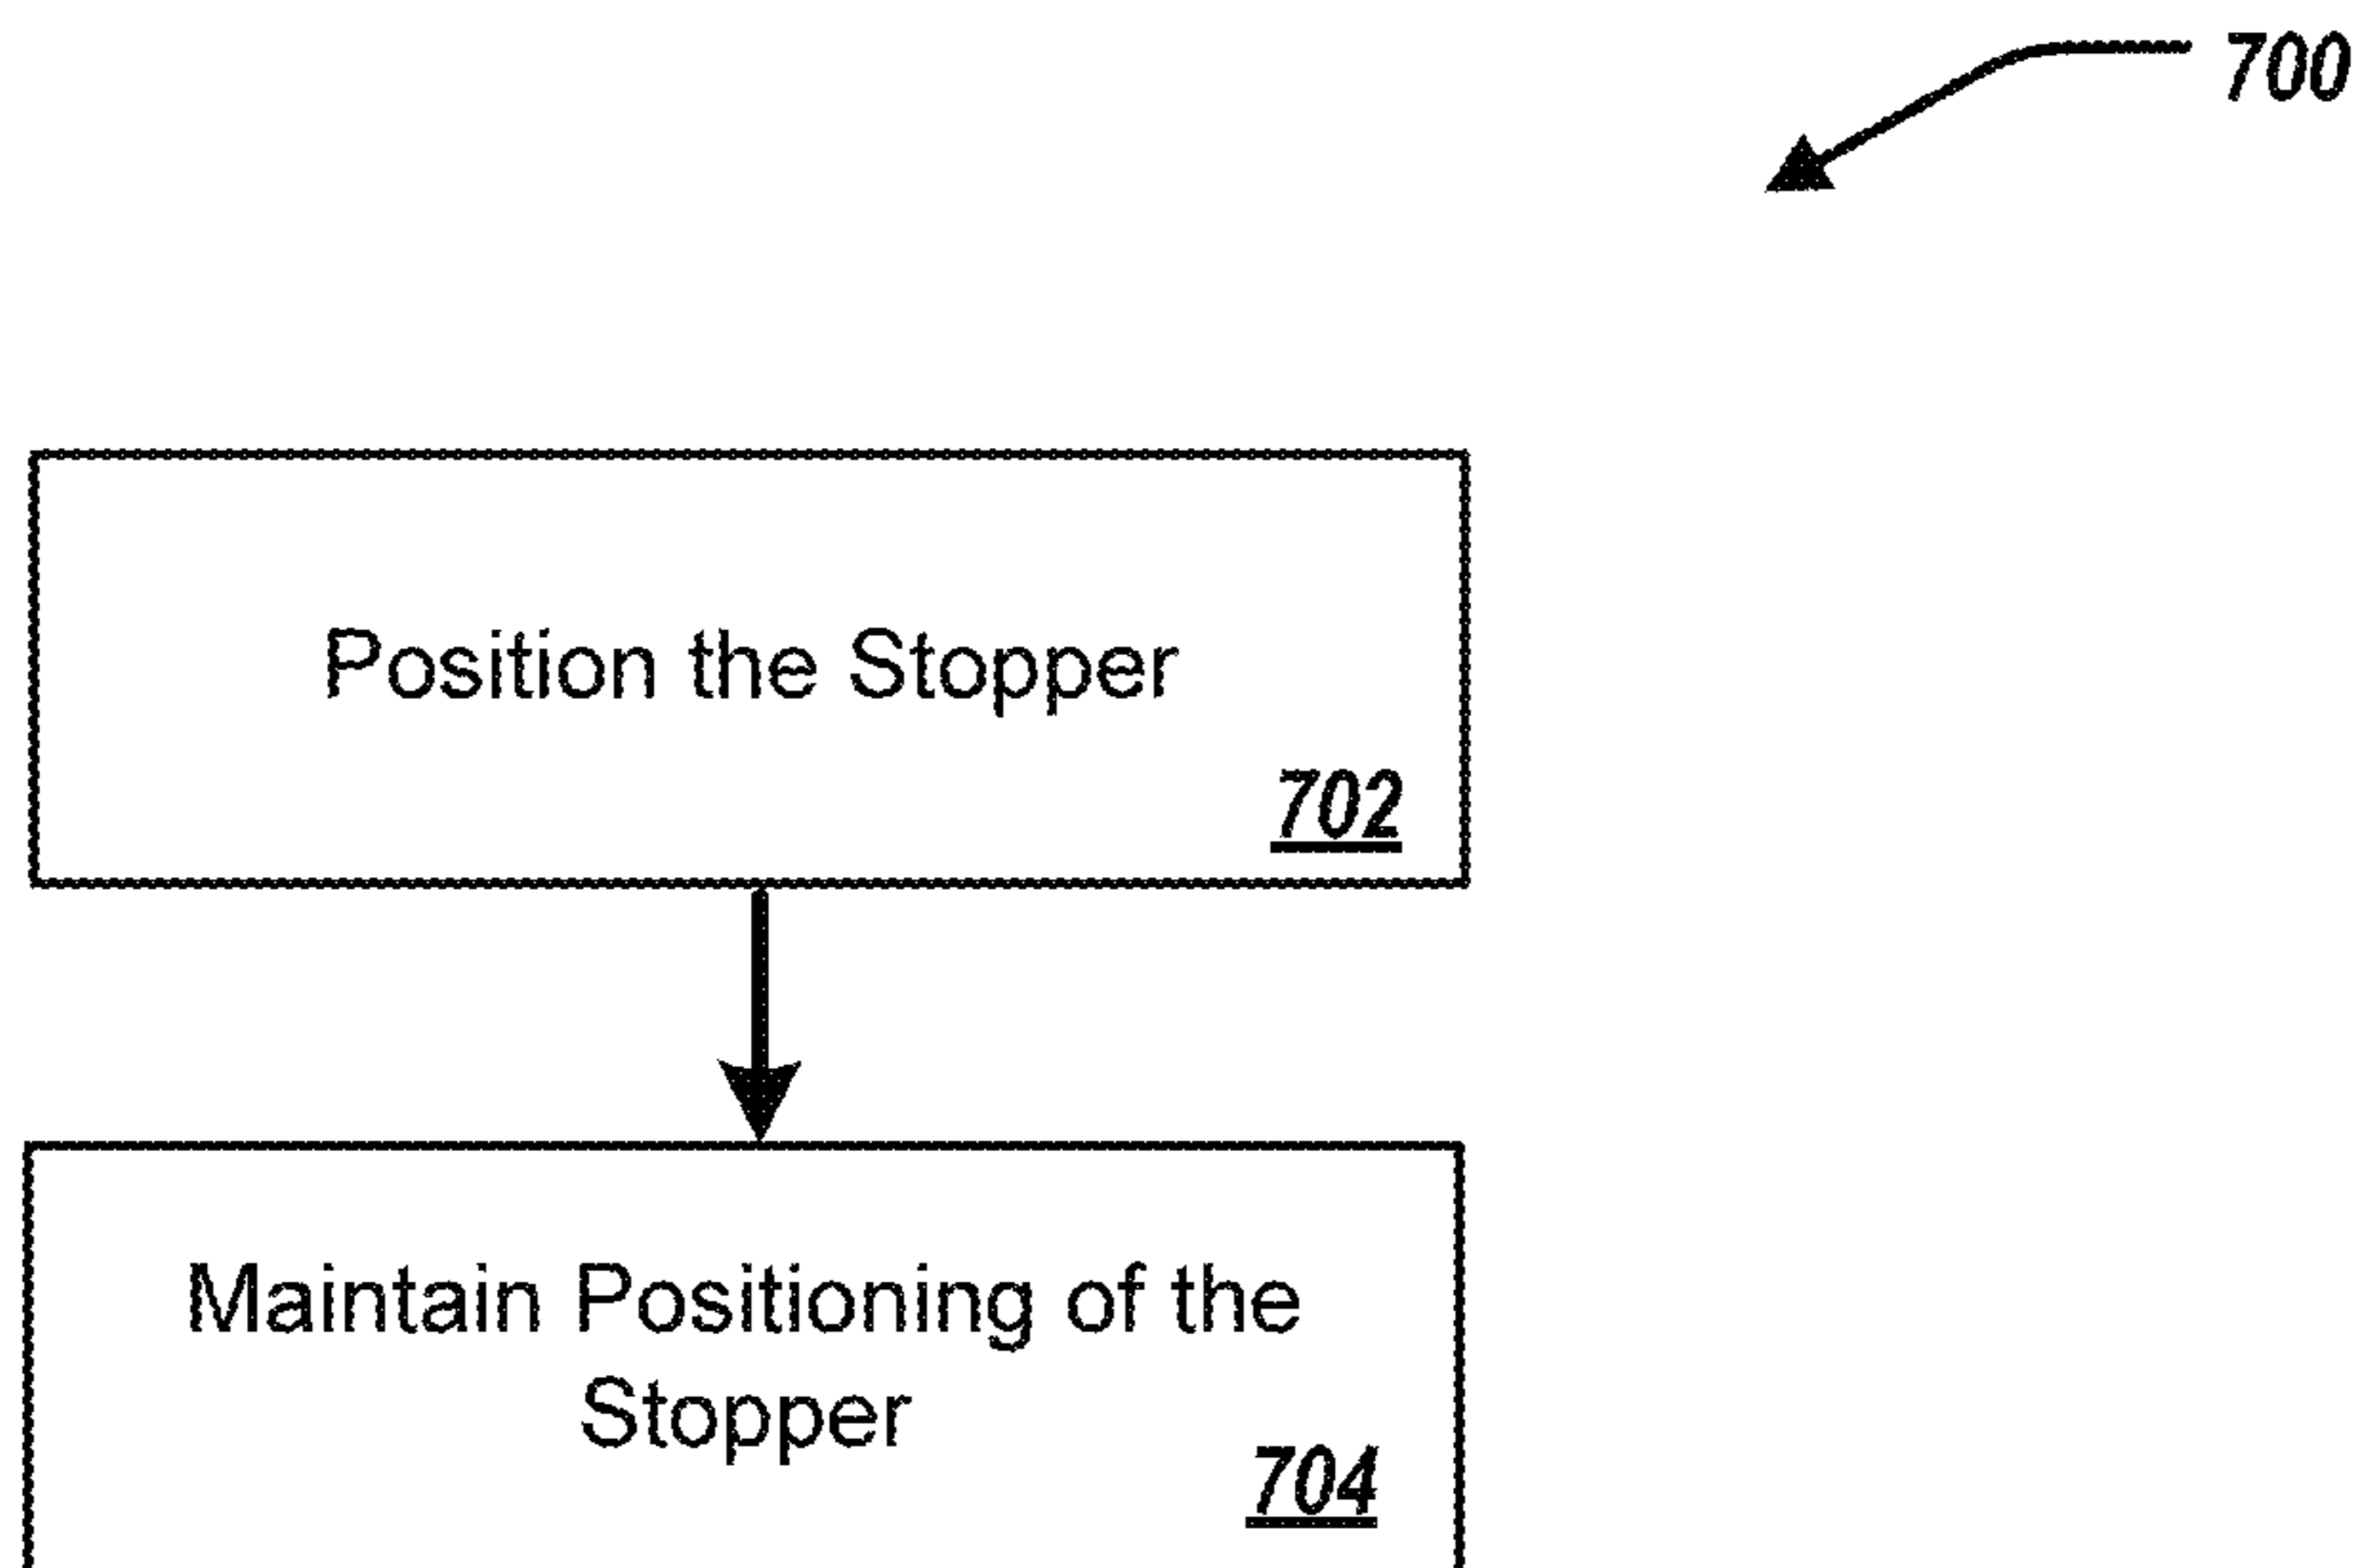 700
Position the Stopper
702
Maintain Positioning of the
Stopper
704